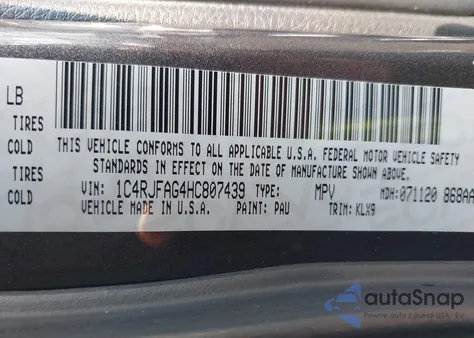 LB
TIRES
COLD
TIRES
COLD
THIS VEHICLE CONFORMS TO ALL APPLICABLE U.S.A. FEDERAL MOTOR VEHICLE SAFETY
STANDARDS IN EFFECT ON THE DATE OF MANUFACTURE SHOWN ABOVE.
VIN: 1C4RJFAG4HC807439 TYPE: MPV MDH: 071120 868AA
VEHICLE MADE IN U.S.A. PAINT: PAU TRIM: KLX9
autoSnap